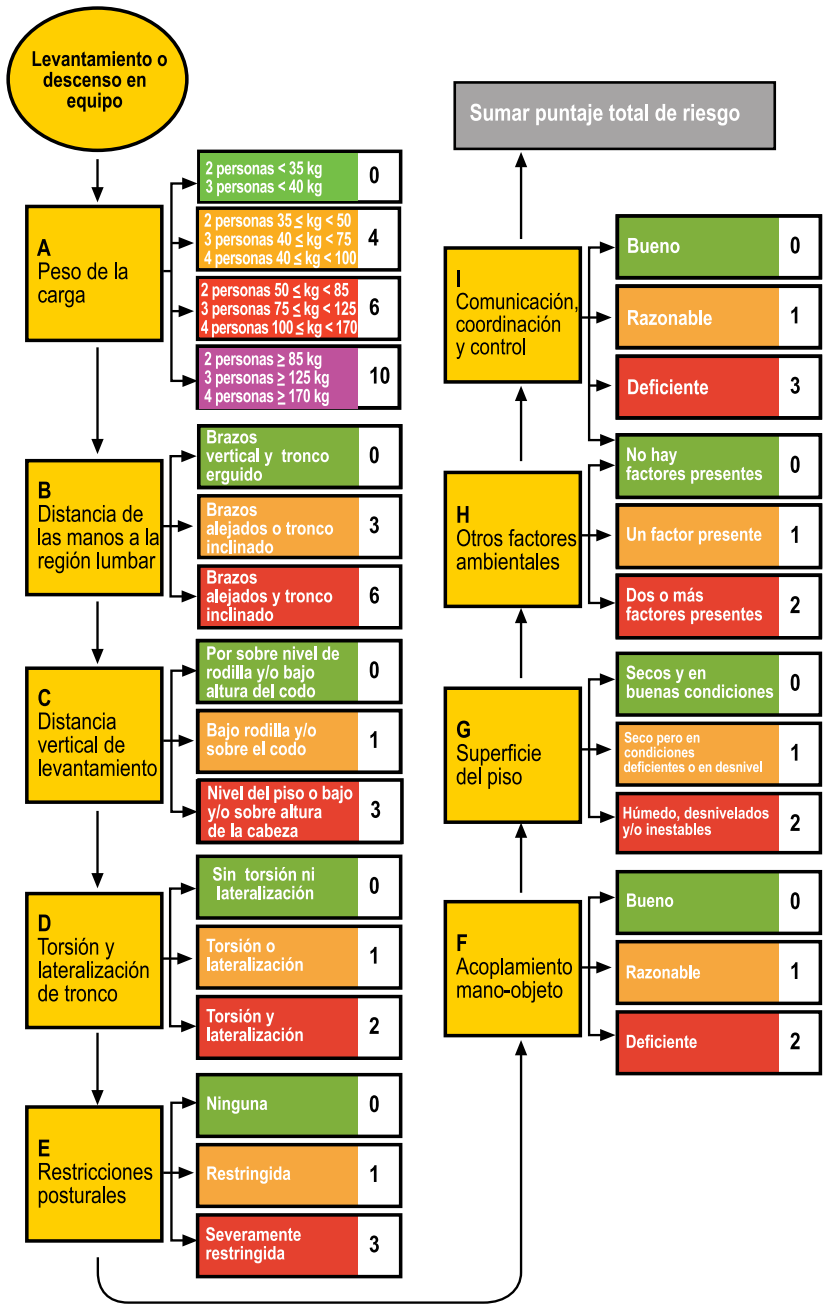 Levantamiento o
descenso en
equipo
A
Peso de la
carga
2 personas < 35 kg
3 personas < 40 kg
0
2 personas 35 ≤ kg < 50
3 personas 40 ≤ kg < 75
4 personas 40 ≤ kg < 100
4
2 personas 50 ≤ kg < 85
3 personas 75 ≤ kg < 125
4 personas 100 ≤ kg < 170
6
2 personas ≥ 85 kg
3 personas ≥ 125 kg
4 personas ≥ 170 kg
10
B
Distancia de
las manos a la
región lumbar
Brazos
vertical y tronco
erguido
0
Brazos
alejados o tronco
inclinado
3
Brazos
alejados y tronco
inclinado
6
C
Distancia
vertical de
levantamiento
Por sobre nivel de
rodilla y/o bajo
altura del codo
0
Bajo rodilla y/o
sobre el codo
1
Nivel del piso o bajo
y/o sobre altura
de la cabeza
3
D
Torsión y
lateralización
de tronco
Sin torsión ni
lateralización
0
Torsión o
lateralización
1
Torsión y
lateralización
2
E
Restricciones
posturales
Ninguna
0
Restringida
1
Severamente
restringida
3
F
Acoplamiento
mano-objeto
Bueno
0
Razonable
1
Deficiente
2
G
Superficie
del piso
Secos y en
buenas condiciones
0
Seco pero en
condiciones
deficientes o en desnivel
1
Húmedo, desnivelados
y/o inestables
2
H
Otros factores
ambientales
No hay
factores presentes
0
Un factor presente
1
Dos o más
factores presentes
2
I
Comunicación,
coordinación
y control
Bueno
0
Razonable
1
Deficiente
3
Sumar puntaje total de riesgo